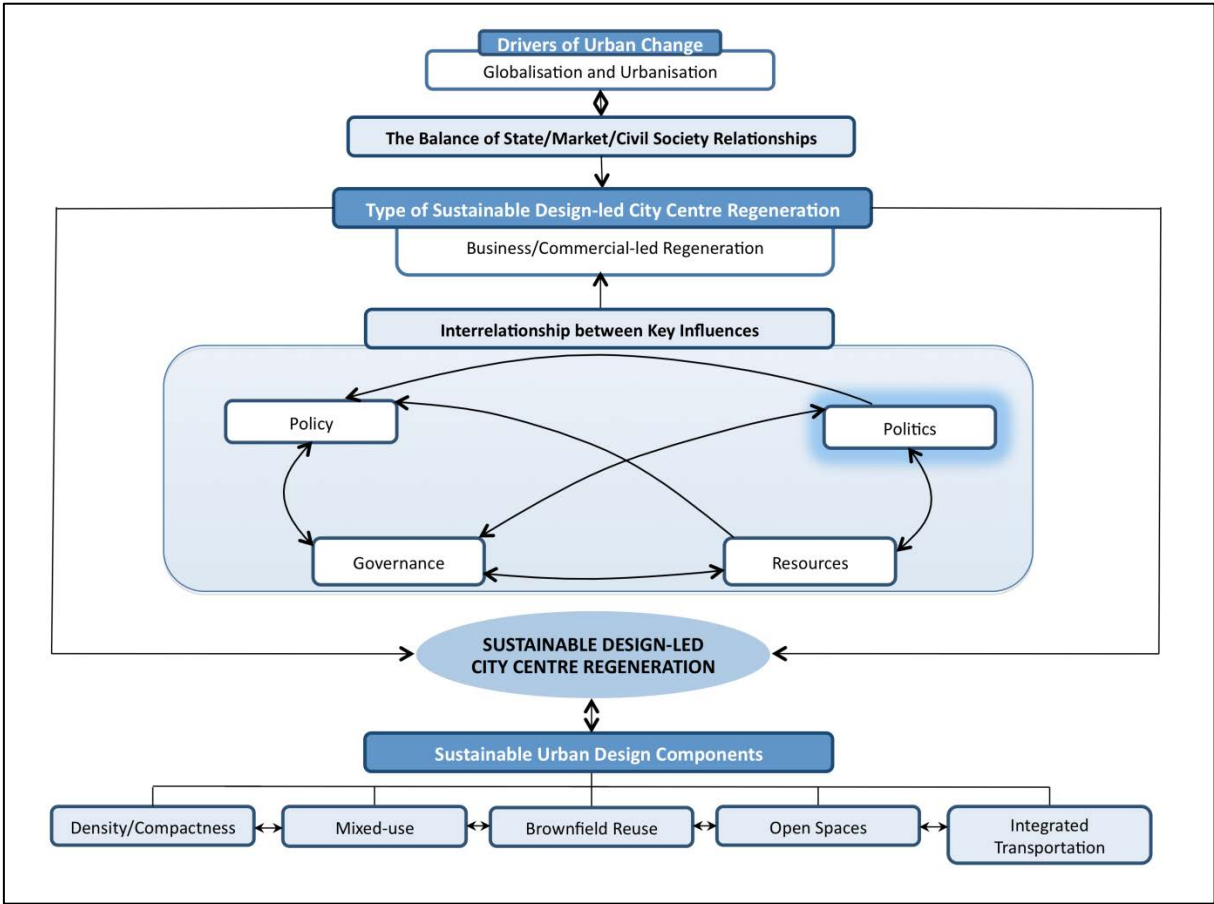 Drivers of Urban Change
Globalisation and Urbanisation
The Balance of State/Market/Civil Society Relationships
Type of Sustainable Design-led City Centre Regeneration
Business/Commercial-led Regeneration
Interrelationship between Key Influences
Policy
Politics
Governance
Resources
SUSTAINABLE DESIGN-LED
CITY CENTRE REGENERATION
Sustainable Urban Design Components
Density/Compactness
Mixed-use
Brownfield Reuse
Open Spaces
Integrated
Transportation